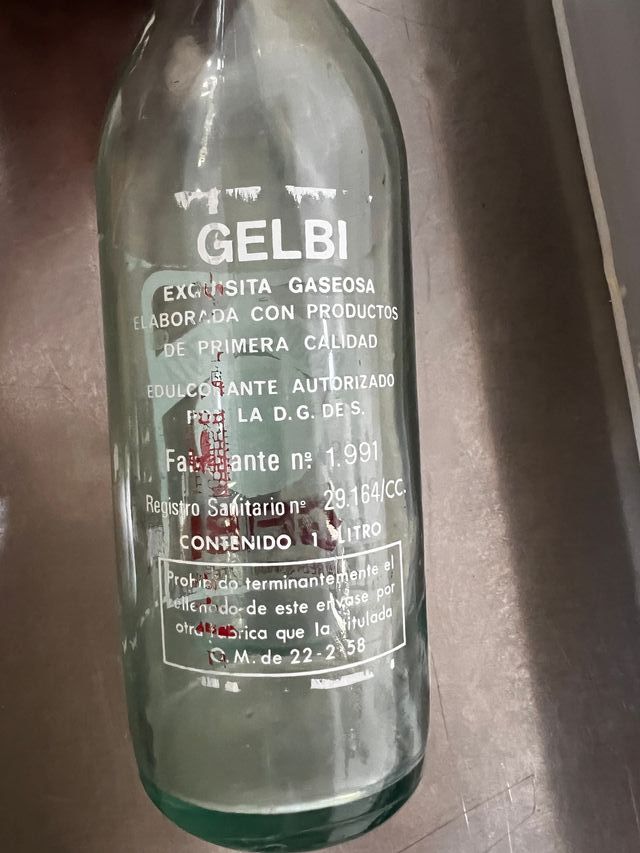 GELBI
EXQUISITA GASEOSA
ELABORADA CON PRODUCTOS
DE PRIMERA CALIDAD
EDULCORANTE AUTORIZADO
POR LA D.G. DE S.
Fabricante nº 1.991
Registro Sanitario nº 29.164/CC.
CONTENIDO 1 LITRO
Prohibido terminantemente el
rellenado de este envase por
otra fabrica que la titulada
O.M. de 22-2-58